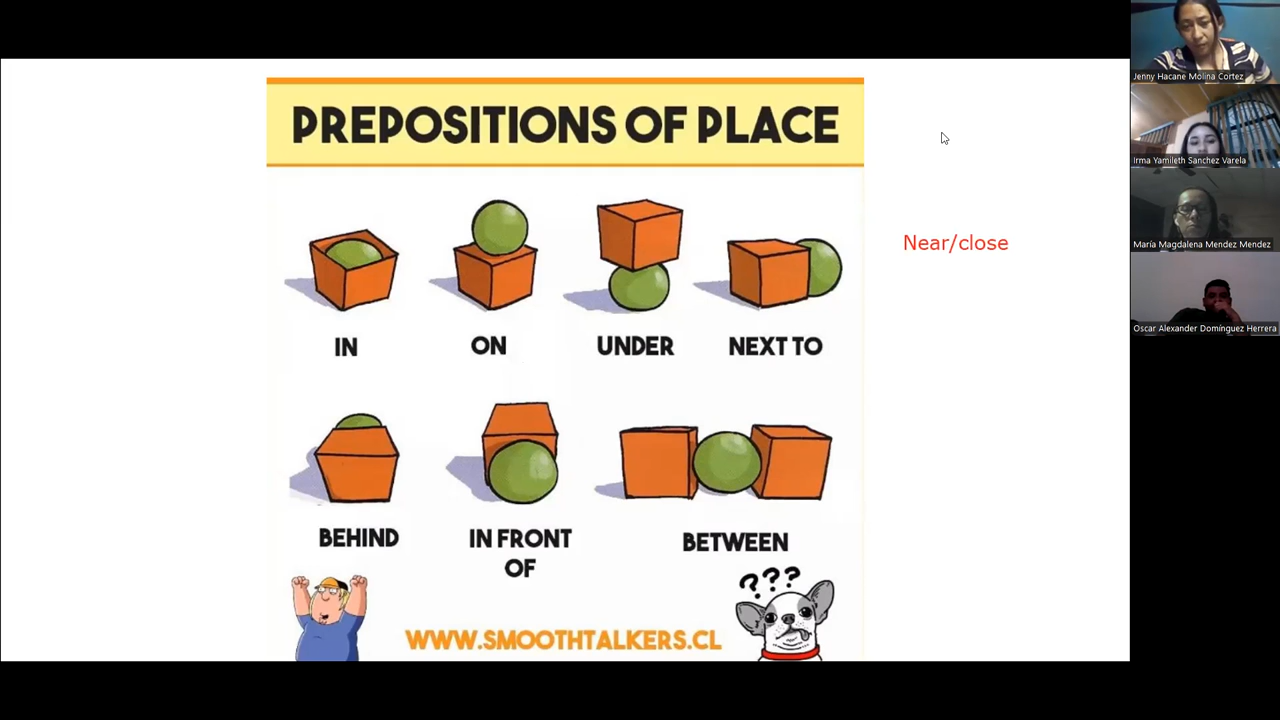 PREPOSITIONS OF PLACE
Near/close
IN
ON
UNDER
NEXT TO
BEHIND
IN FRONT
OF
BETWEEN
???
WWW.SMOOTHTALKERS.CL
Jenny Hacane Molina Cortez
Irma Yamileth Sanchez Varela
María Magdalena Mendez Mendez
Oscar Alexander Domínguez Herrera